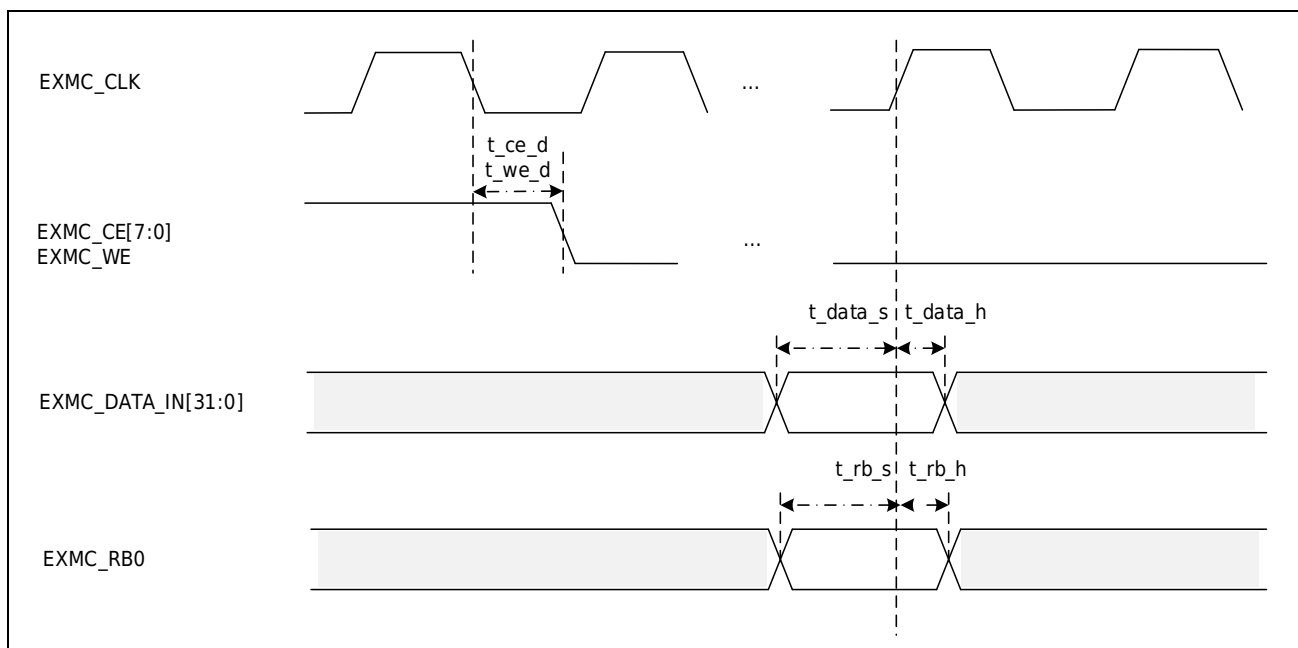 EXMC_CLK
...
t_ce_d
t_we_d
EXMC_CE[7:0]
EXMC_WE
...
t_data_s
t_data_h
EXMC_DATA_IN[31:0]
t_rb_s
t_rb_h
EXMC_RB0